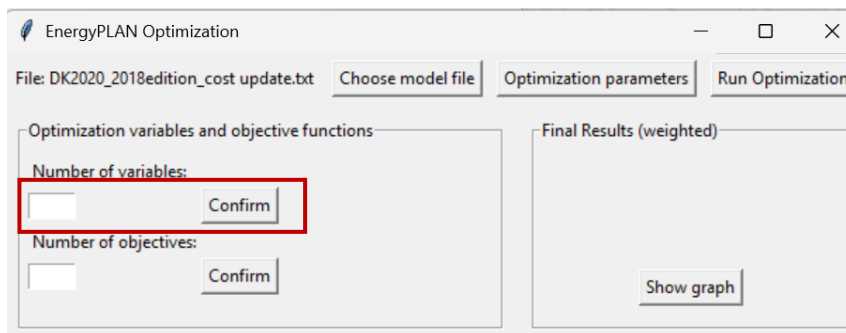 EnergyPLAN Optimization
File: DK2020_2018edition_cost update.txt Choose model file Optimization parameters Run Optimization
Optimization variables and objective functions Final Results (weighted)
Number of variables:
Confirm
Number of objectives:
Confirm
Show graph